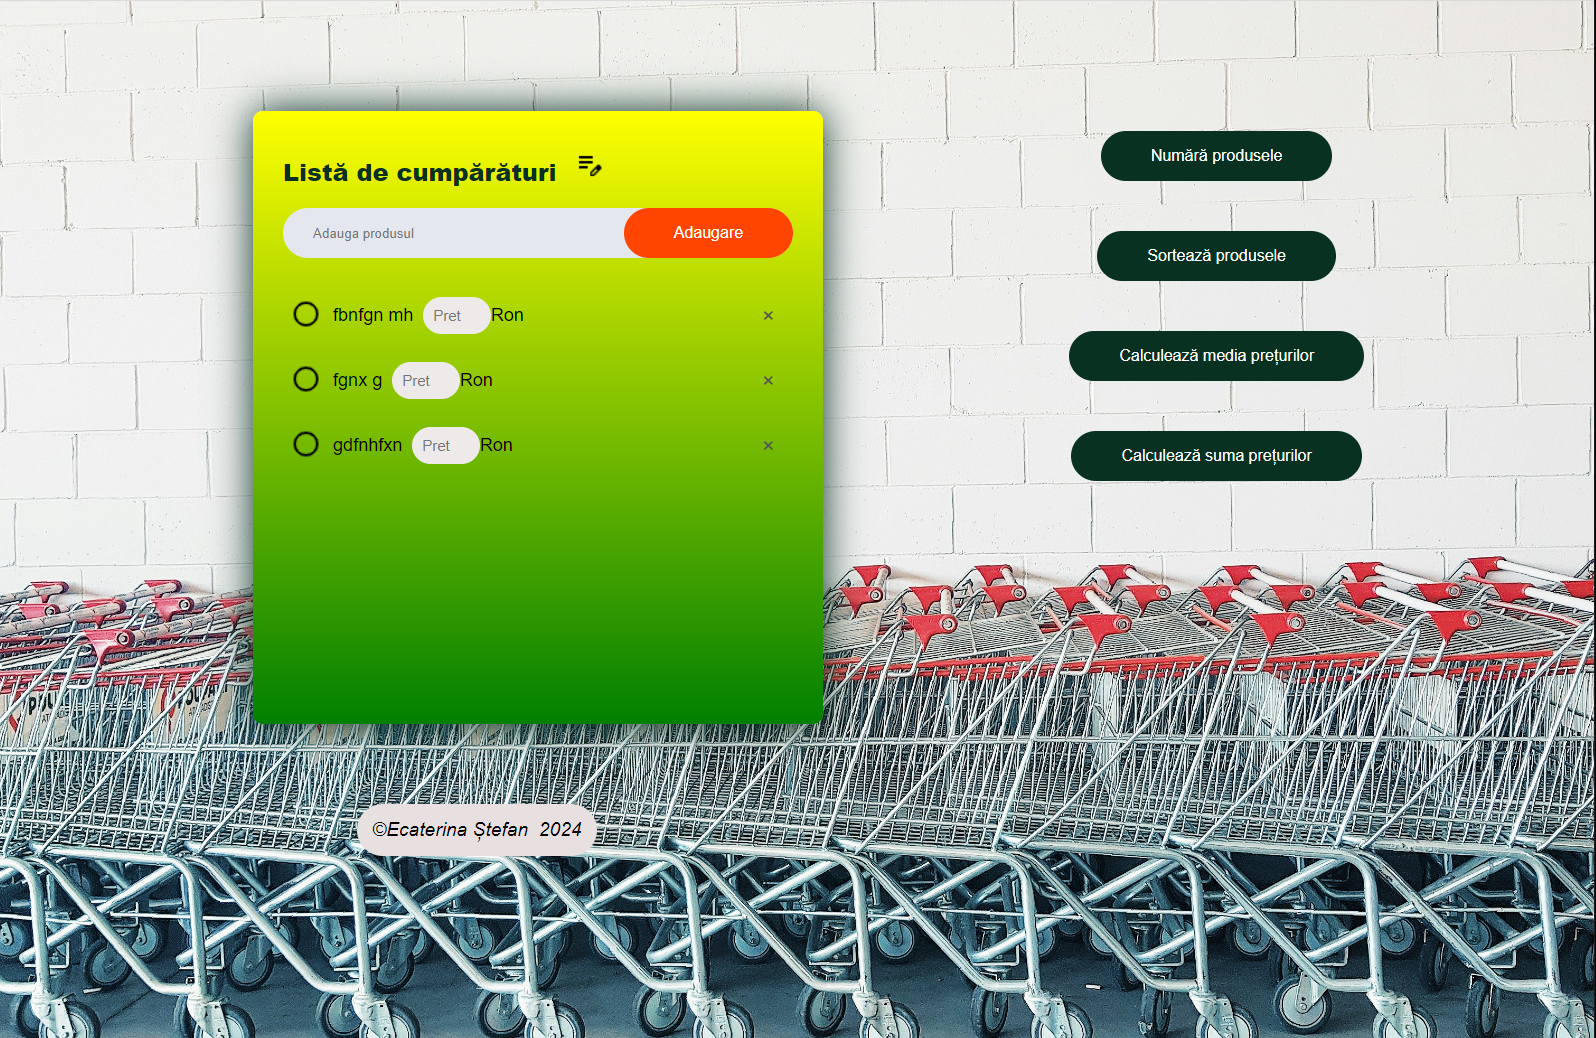 Listă de cumpărături
Adauga produsul
Adaugare
fbnfgn mh Pret Ron ×
fgnx g Pret Ron ×
gdfnhfxn Pret Ron ×
Numără produsele
Sortează produsele
Calculează media prețurilor
Calculează suma prețurilor
©Ecaterina Ștefan 2024